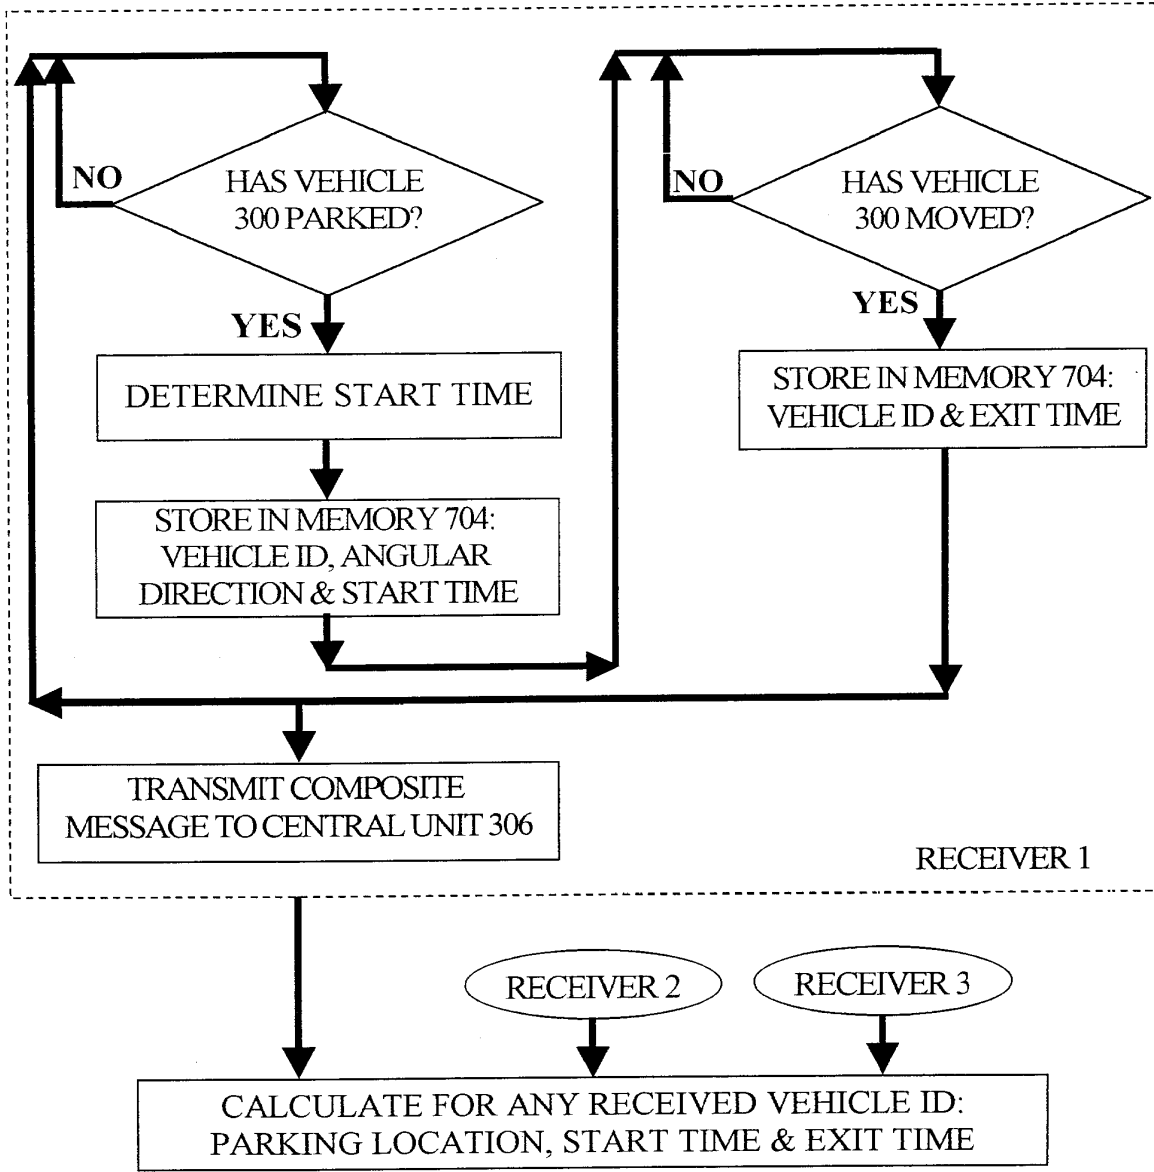 NO
HAS VEHICLE
300 PARKED?
YES
DETERMINE START TIME
STORE IN MEMORY 704:
VEHICLE ID, ANGULAR
DIRECTION & START TIME
NO
HAS VEHICLE
300 MOVED?
YES
STORE IN MEMORY 704:
VEHICLE ID & EXIT TIME
TRANSMIT COMPOSITE
MESSAGE TO CENTRAL UNIT 306
RECEIVER 1
RECEIVER 2
RECEIVER 3
CALCULATE FOR ANY RECEIVED VEHICLE ID:
PARKING LOCATION, START TIME & EXIT TIME